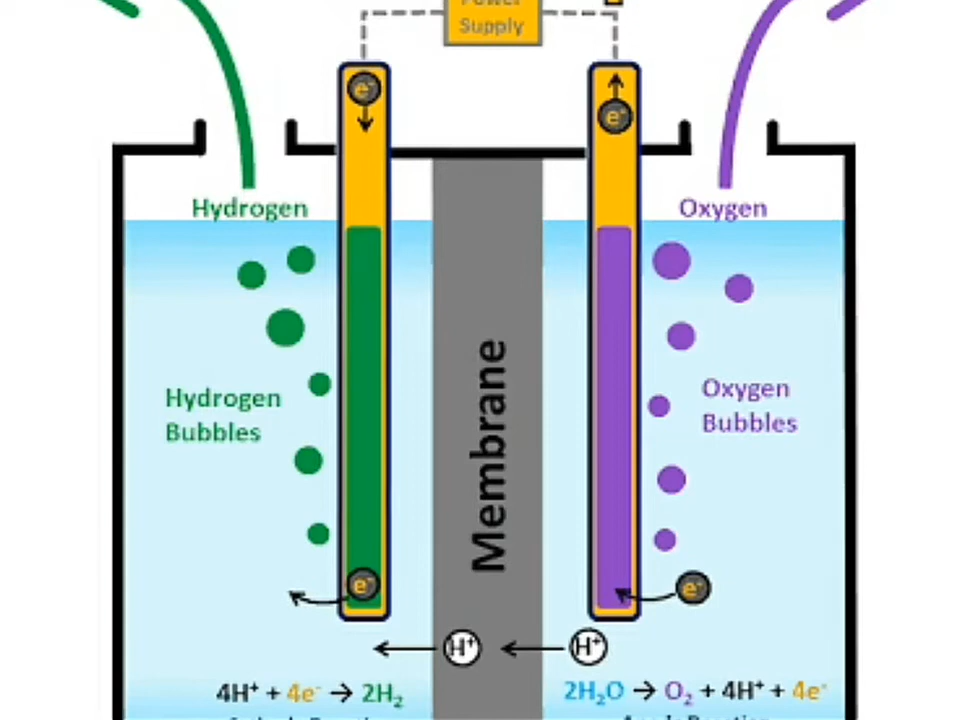 Power
Supply
e⁻
e⁻
Hydrogen
Oxygen
Membrane
Hydrogen
Bubbles
Oxygen
Bubbles
e⁻
e⁻
H⁺
H⁺
4H⁺ + 4e⁻ → 2H₂
2H₂O → O₂ + 4H⁺ + 4e⁻